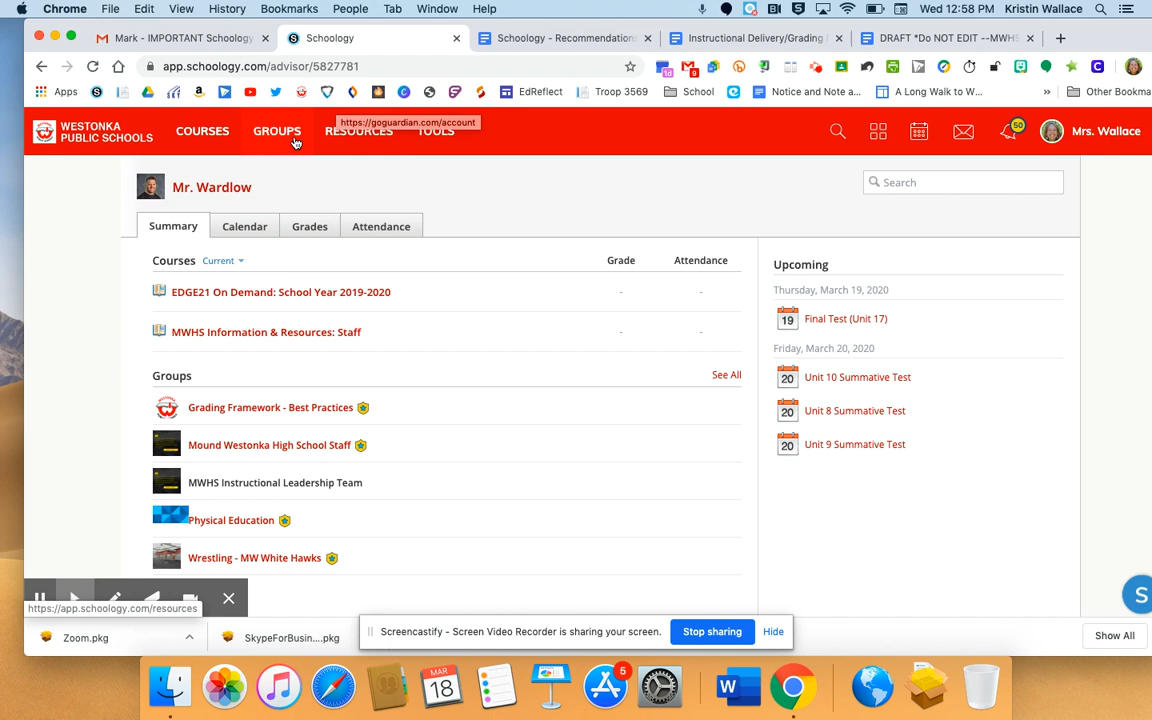 Chrome File Edit View History Bookmarks People Tab Window Help Wed 12:58 PM Kristin Wallace
Mark - IMPORTANT Schoology × Schoology × Schoology - Recommendations × Instructional Delivery/Grading × DRAFT *Do NOT EDIT --MWHS × +
app.schoology.com/advisor/5827781
1d 9
Apps EdReflect Troop 3569 School Notice and Note a... A Long Walk to W... » Other Bookma
https://goguardian.com/account
WESTONKA
PUBLIC SCHOOLS
COURSES GROUPS RESOURCES TOOLS 50 Mrs. Wallace
Mr. Wardlow Search
Summary Calendar Grades Attendance
Courses Current Grade Attendance
EDGE21 On Demand: School Year 2019-2020 - -
MWHS Information & Resources: Staff - -
Groups See All
Grading Framework - Best Practices
Mound Westonka High School Staff
MWHS Instructional Leadership Team
Physical Education
Wrestling - MW White Hawks
Upcoming
Thursday, March 19, 2020
19 Final Test (Unit 17)
Friday, March 20, 2020
20 Unit 10 Summative Test
20 Unit 8 Summative Test
20 Unit 9 Summative Test
S
https://app.schoology.com/resources
Zoom.pkg SkypeForBusin....pkg Show All
Screencastify - Screen Video Recorder is sharing your screen. Stop sharing Hide
MAR
18
5
W